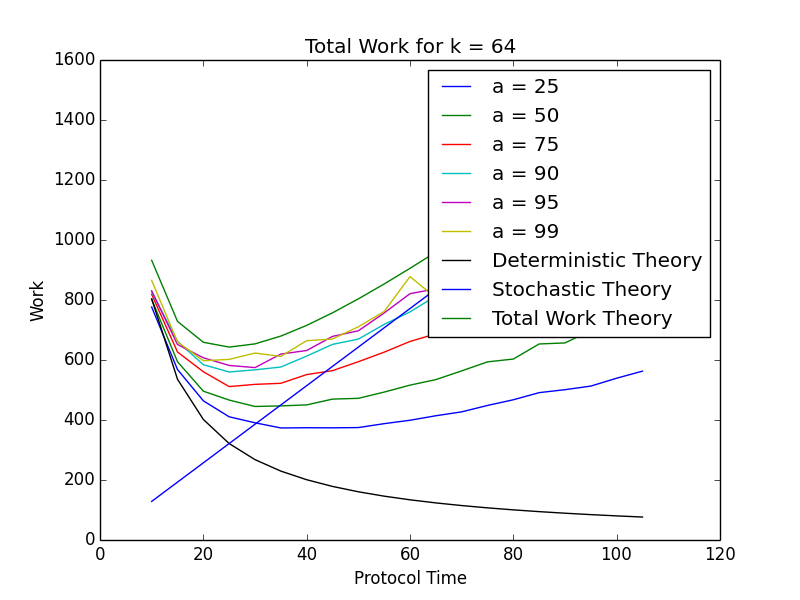 Total Work for k = 64
1600
1400
1200
1000
800
600
400
200
0
Work
a = 25
a = 50
a = 75
a = 90
a = 95
a = 99
Deterministic Theory
Stochastic Theory
Total Work Theory
0 20 40 60 80 100 120
Protocol Time